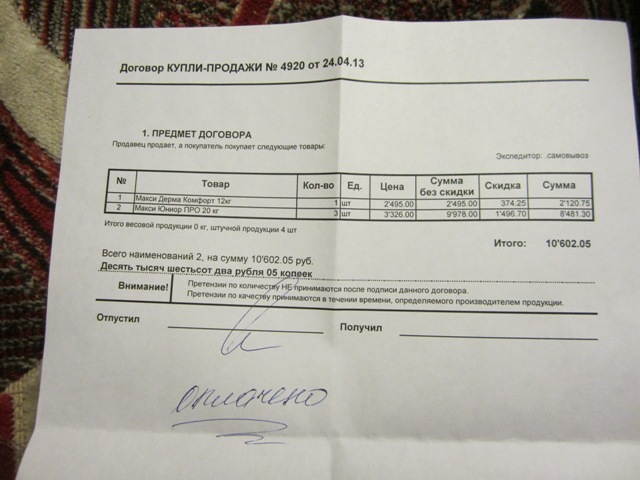 Договор КУПЛИ-ПРОДАЖИ № 4920 от 24.04.13
1. ПРЕДМЕТ ДОГОВОРА
Продавец продает, а покупатель покупает следующие товары:
Экспедитор: .самовывоз
№ Товар Кол-во Ед. Цена Сумма без скидки Скидка Сумма
1 Макси Дерма Комфорт 12кг 1 шт 2'495.00 2'495.00 374.25 2'120.75
2 Макси Юниор ПРО 20 кг 3 шт 3'326.00 9'978.00 1'496.70 8'481.30
Итого весовой продукции 0 кг, штучной продукции 4 шт
Итого: 10'602.05
Всего наименований 2, на сумму 10'602.05 руб.
Десять тысяч шестьсот два рубля 05 копеек
Внимание! Претензии по количеству НЕ принимаются после подписи данного договора.
Претензии по качеству принимаются в течении времени, определяемого производителем продукции.
Отпустил Получил
оплачено